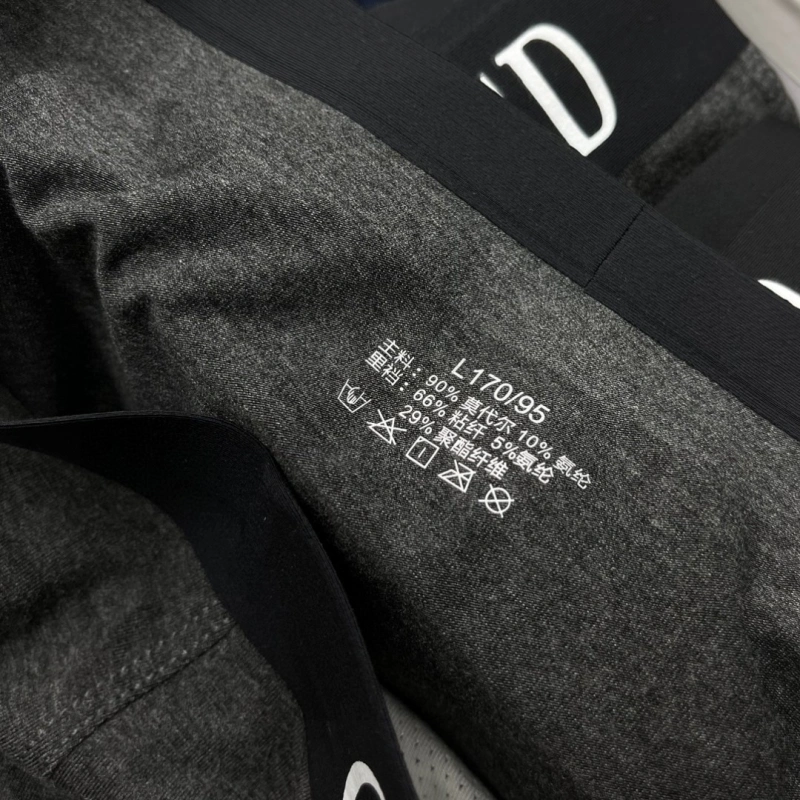 D
L170/95
主料：90% 莫代尔 10% 氨纶
里裆：66% 粘纤 5%氨纶
29% 聚酯纤维